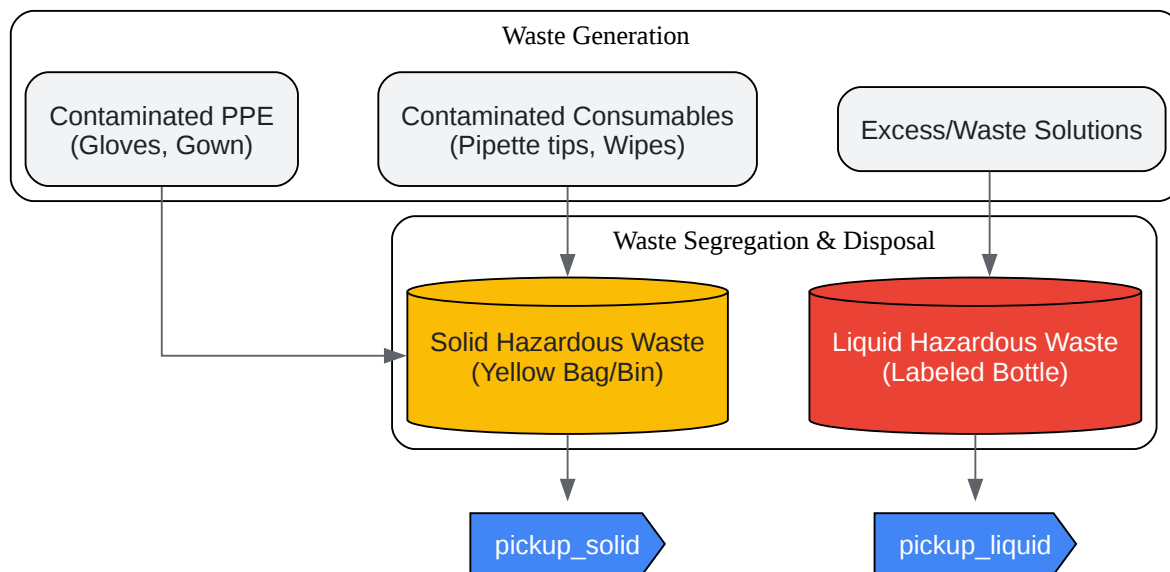 Waste Generation
Contaminated PPE
(Gloves, Gown)
Contaminated Consumables
(Pipette tips, Wipes)
Excess/Waste Solutions
Waste Segregation & Disposal
Solid Hazardous Waste
(Yellow Bag/Bin)
Liquid Hazardous Waste
(Labeled Bottle)
pickup_solid
pickup_liquid